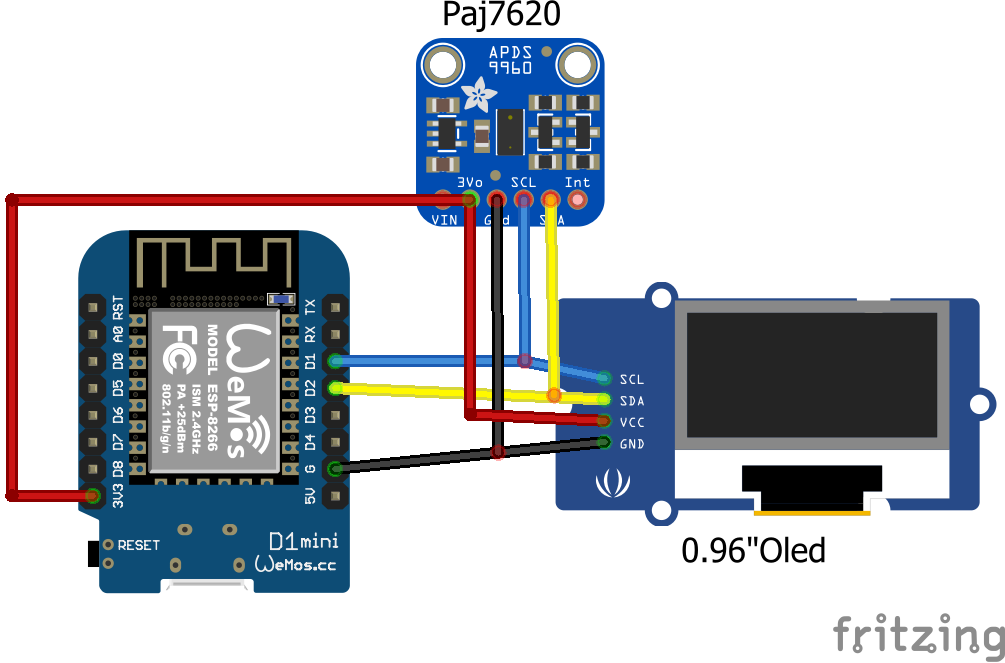 Paj7620
APDS
9960
3Vo SCL Int
VIN Gnd SDA
RST
A0
D0
D5
D6
D7
D8
3V3
TX
RX
D1
D2
D3
D4
G
5V
WeMos
MODEL ESP-8266
ISM 2.4GHz
PA +25dBm
802.11b/g/n
FC
RESET
D1mini
WeMos.cc
SCL
SDA
VCC
GND
0.96"Oled
fritzing